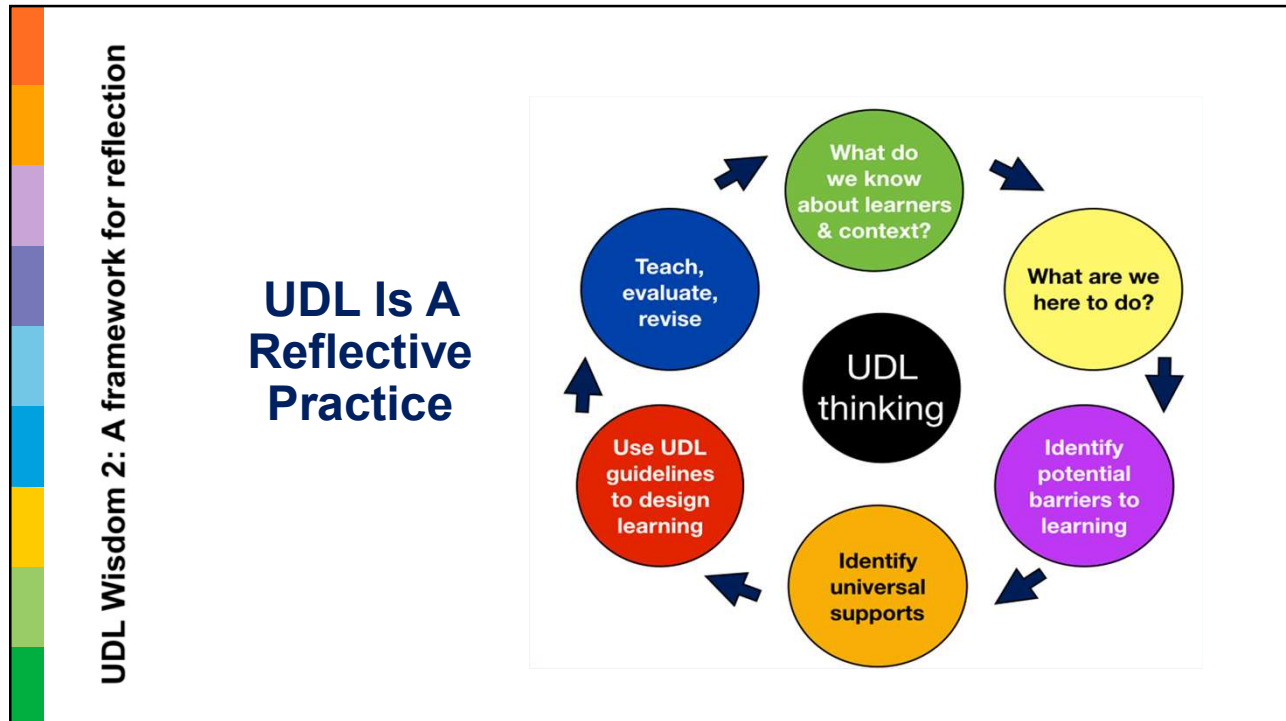 UDL Wisdom 2: A framework for reflection
UDL Is A
Reflective
Practice
What do
we know
about learners
& context?
What are we
here to do?
Identify
potential
barriers to
learning
Identify
universal
supports
Use UDL
guidelines
to design
learning
Teach,
evaluate,
revise
UDL
thinking